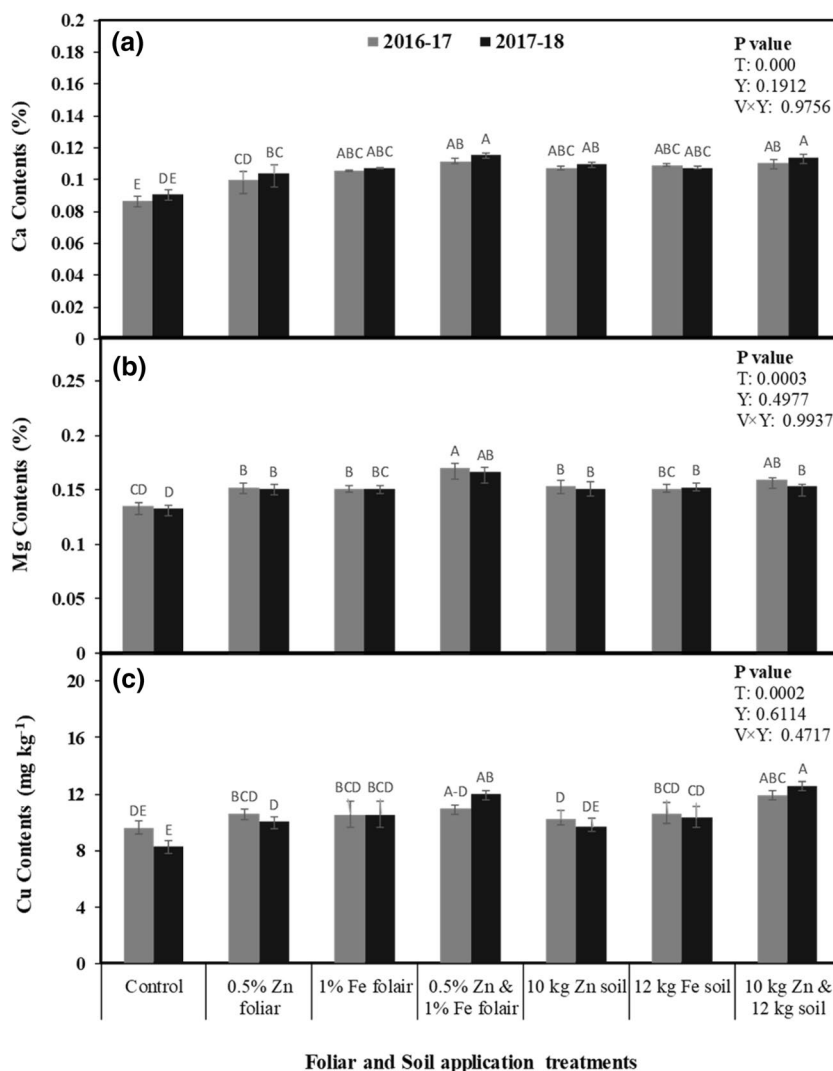 (a)
2016-17 2017-18
P value
T: 0.000
Y: 0.1912
V×Y: 0.9756
Ca Contents (%)
0.2
0.18
0.16
0.14
0.12
0.1
0.08
0.06
0.04
0.02
0
E DE CD BC ABC ABC AB A ABC AB ABC ABC AB A
(b)
P value
T: 0.0003
Y: 0.4977
V×Y: 0.9937
Mg Contents (%)
0.25
0.2
0.15
0.1
0.05
0
CD D B B B BC A AB B B BC B AB B
(c)
P value
T: 0.0002
Y: 0.6114
V×Y: 0.4717
Cu Contents (mg kg⁻¹)
20
16
12
8
4
0
DE E BCD D BCD BCD A-D AB D DE BCD CD ABC A
Control
0.5% Zn
foliar
1% Fe folair
0.5% Zn &
1% Fe folair
10 kg Zn soil
12 kg Fe soil
10 kg Zn &
12 kg soil
Foliar and Soil application treatments